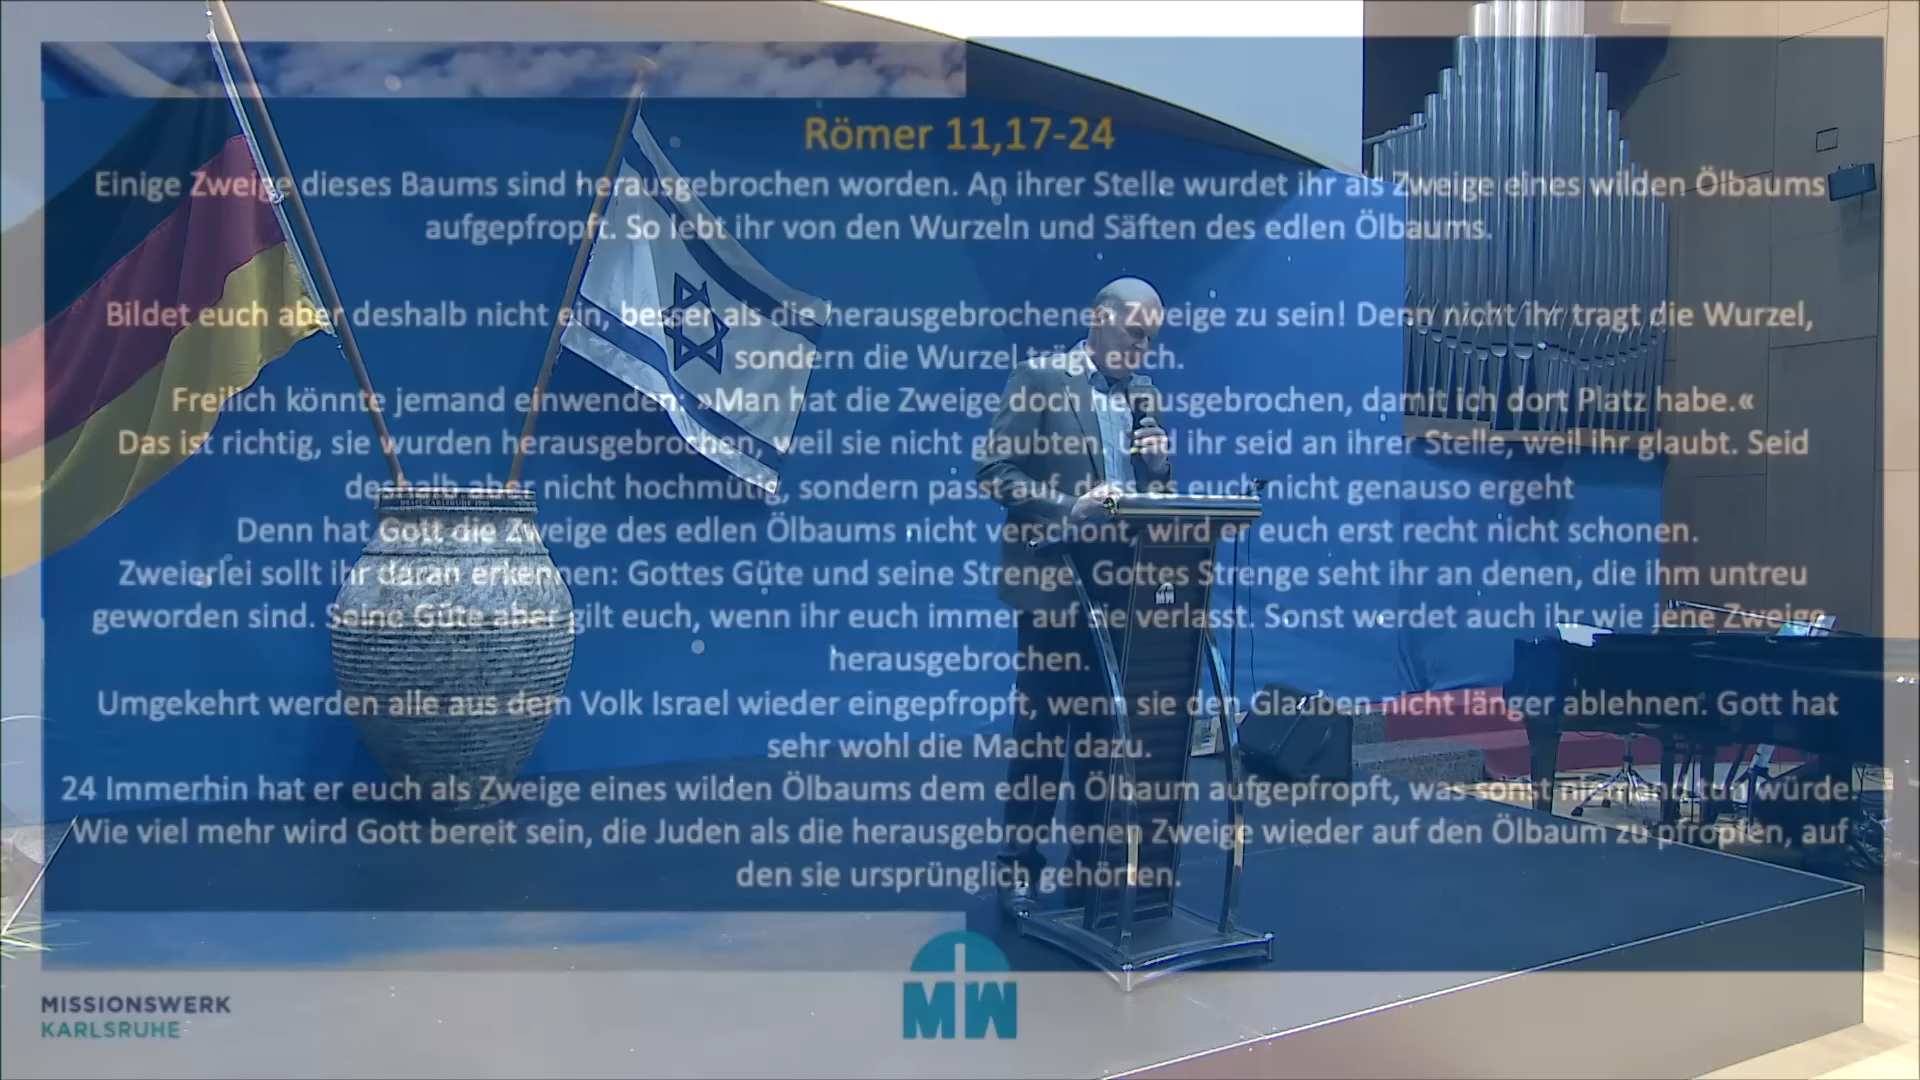 Römer 11,17-24
Einige Zweige dieses Baums sind herausgebrochen worden. An ihrer Stelle wurdet ihr als Zweige eines wilden Ölbaums
aufgepfropft. So lebt ihr von den Wurzeln und Säften des edlen Ölbaums.
Bildet euch aber deshalb nicht ein, besser als die herausgebrochenen Zweige zu sein! Denn nicht ihr tragt die Wurzel,
sondern die Wurzel trägt euch.
Freilich könnte jemand einwenden: »Man hat die Zweige doch herausgebrochen, damit ich dort Platz habe.«
Das ist richtig, sie wurden herausgebrochen, weil sie nicht glaubten. Und ihr seid an ihrer Stelle, weil ihr glaubt. Seid
deshalb aber nicht hochmütig, sondern passt auf, dass es euch nicht genauso ergeht
Denn hat Gott die Zweige des edlen Ölbaums nicht verschont, wird er euch erst recht nicht schonen.
Zweierlei sollt ihr daran erkennen: Gottes Güte und seine Strenge. Gottes Strenge seht ihr an denen, die ihm untreu
geworden sind. Seine Güte aber gilt euch, wenn ihr euch immer auf sie verlasst. Sonst werdet auch ihr wie jene Zweige
herausgebrochen.
Umgekehrt werden alle aus dem Volk Israel wieder eingepfropft, wenn sie den Glauben nicht länger ablehnen. Gott hat
sehr wohl die Macht dazu.
24 Immerhin hat er euch als Zweige eines wilden Ölbaums dem edlen Ölbaum aufgepfropft, was sonst niemand tun würde.
Wie viel mehr wird Gott bereit sein, die Juden als die herausgebrochenen Zweige wieder auf den Ölbaum zu pfropfen, auf
den sie ursprünglich gehörten.
MISSIONSWERK
KARLSRUHE
MW